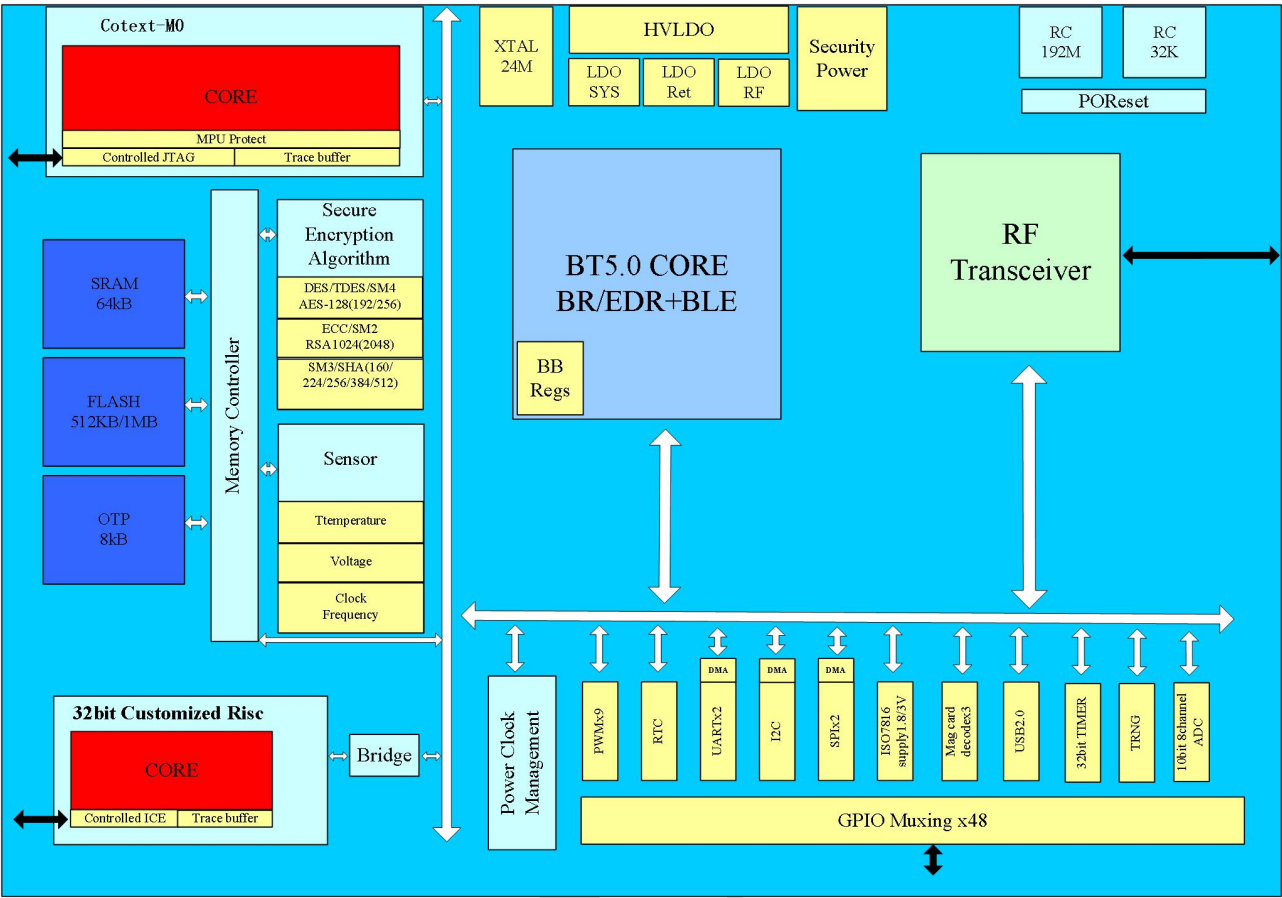 Cotext-M0
CORE
MPU Protect
Controlled JTAG
Trace buffer
XTAL
24M
HVLDO
LDO
SYS
LDO
Ret
LDO
RF
Security
Power
RC
192M
RC
32K
POReset
SRAM
64kB
FLASH
512KB/1MB
OTP
8kB
Memory Controller
Secure
Encryption
Algorithm
DES/TDES/SM4
AES-128(192/256)
ECC/SM2
RSA1024(2048)
SM3/SHA(160/
224/256/384/512)
Sensor
Ttemperature
Voltage
Clock
Frequency
BT5.0 CORE
BR/EDR+BLE
BB
Regs
RF
Transceiver
32bit Customized Risc
CORE
Controlled ICE
Trace buffer
Bridge
Power Clock
Management
PWMx9
RTC
DMA
UARTx2
DMA
I2C
DMA
SPIx2
ISO7816
supply1.8/3V
Mag card
decodex3
USB2.0
32bit TIMER
TRNG
10bit 8channel
ADC
GPIO Muxing x48